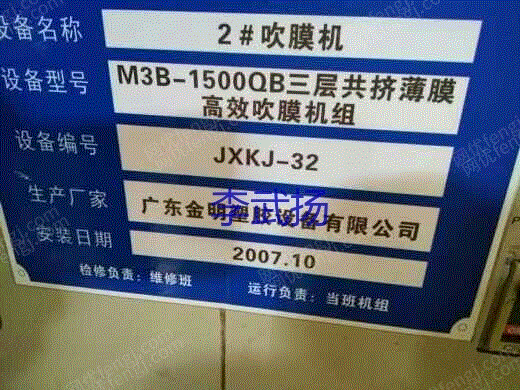 设备名称 2#吹膜机
设备型号 M3B-1500QB三层共挤薄膜
高效吹膜机组
设备编号 JXKJ-32
生产厂家 广东金明塑胶设备有限公司
李武扬
安装日期 2007.10
检修负责：维修班 运行负责：当班机组